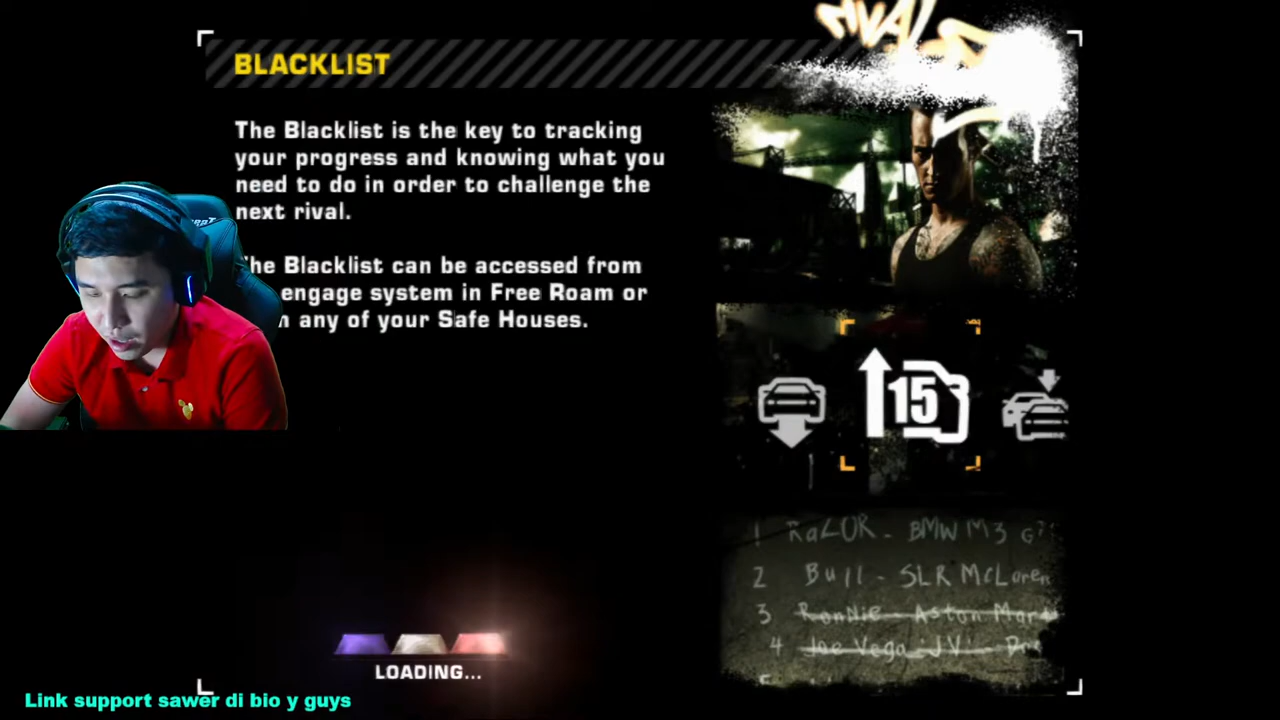 RIVALS
BLACKLIST
The Blacklist is the key to tracking
your progress and knowing what you
need to do in order to challenge the
next rival.
The Blacklist can be accessed from
engage system in Free Roam or
any of your Safe Houses.
15
1 RaZOR - BMW M3 G
2 Bull - SLR McLaren
3 RonNie - Aston Mar
4 Joe Vega 'JV' -
LOADING...
Link support sawer di bio y guys